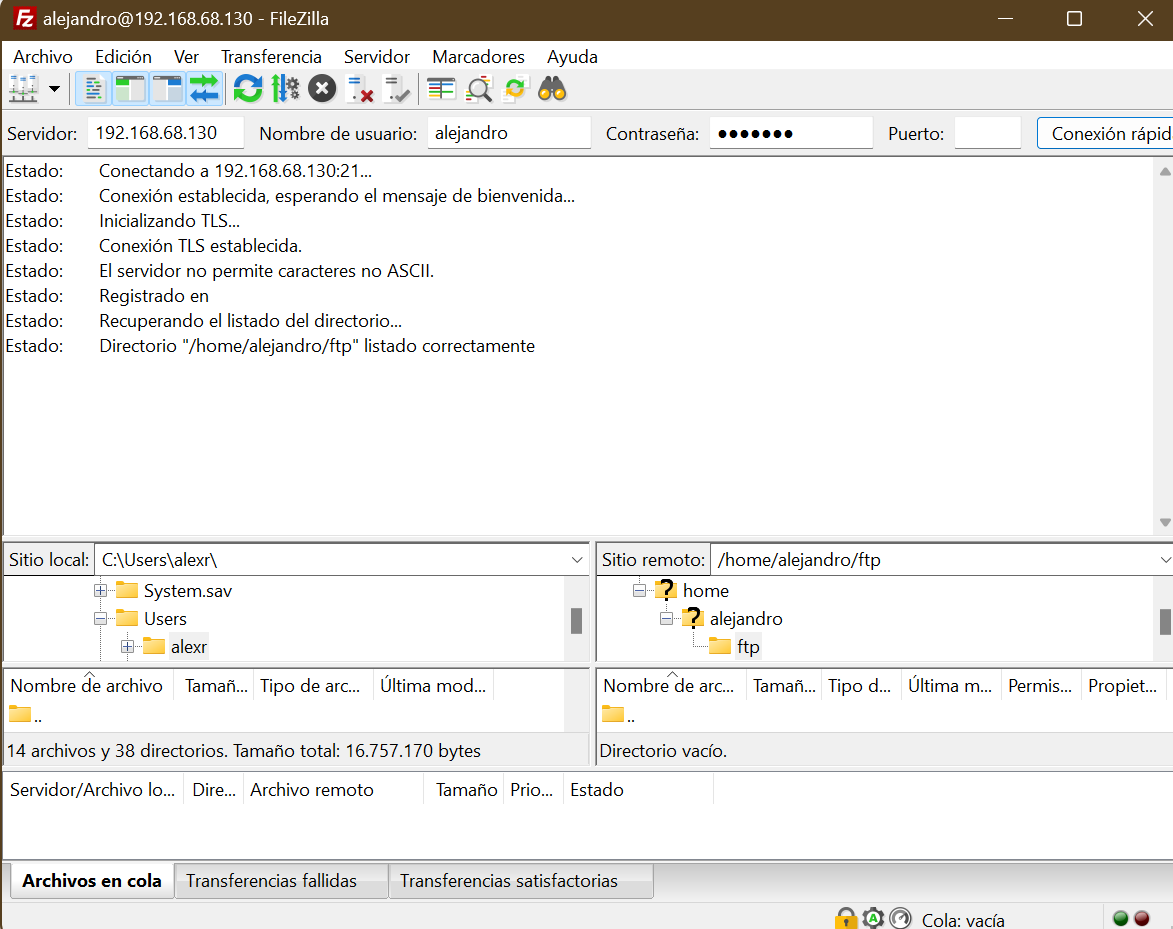 alejandro@192.168.68.130 - FileZilla
Archivo Edición Ver Transferencia Servidor Marcadores Ayuda
Servidor: 192.168.68.130 Nombre de usuario: alejandro Contraseña: ●●●●●●● Puerto: Conexión rápid
Estado: Conectando a 192.168.68.130:21...
Estado: Conexión establecida, esperando el mensaje de bienvenida...
Estado: Inicializando TLS...
Estado: Conexión TLS establecida.
Estado: El servidor no permite caracteres no ASCII.
Estado: Registrado en
Estado: Recuperando el listado del directorio...
Estado: Directorio "/home/alejandro/ftp" listado correctamente
Sitio local: C:\Users\alexr\
System.sav
Users
alexr
Nombre de archivo Tamañ... Tipo de arc... Última mod...
..
14 archivos y 38 directorios. Tamaño total: 16.757.170 bytes
Sitio remoto: /home/alejandro/ftp
home
alejandro
ftp
Nombre de arc... Tamañ... Tipo d... Última m... Permis... Propiet...
..
Directorio vacío.
Servidor/Archivo lo... Dire... Archivo remoto Tamaño Prio... Estado
Archivos en cola Transferencias fallidas Transferencias satisfactorias
Cola: vacía